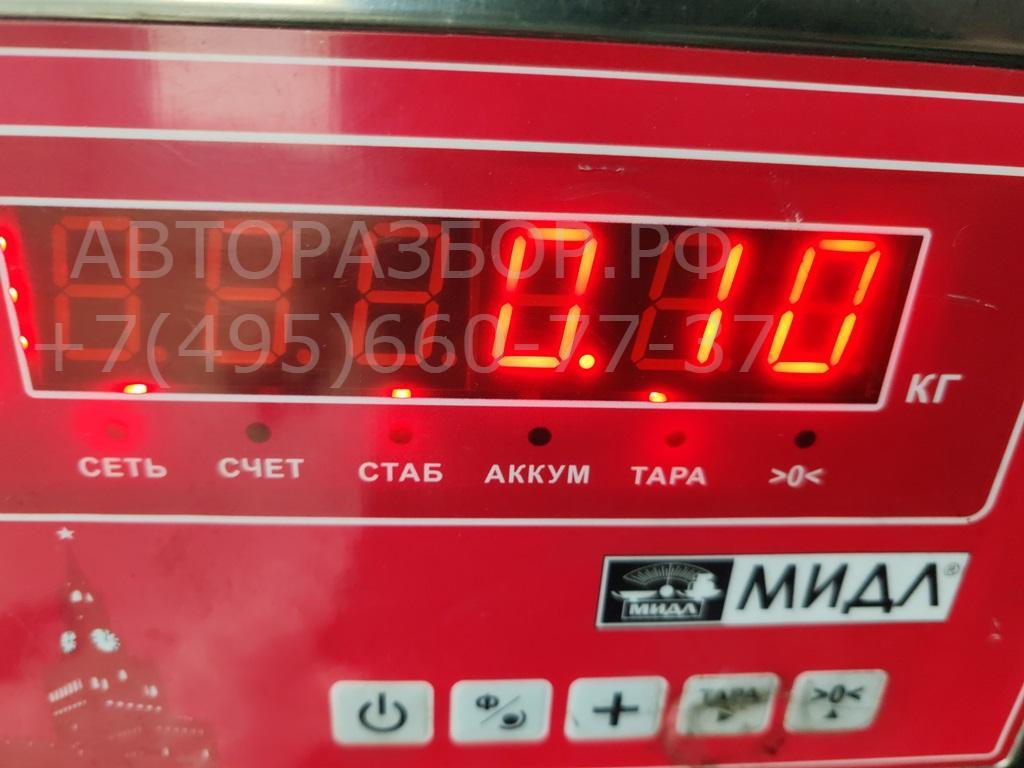 АВТОРАЗБОР.РФ
+7(495)660-77-37
0.10
КГ
СЕТЬ СЧЕТ СТАБ АККУМ ТАРА >0<
МИДЛ МИДЛ®
Ф ТАРА >0<